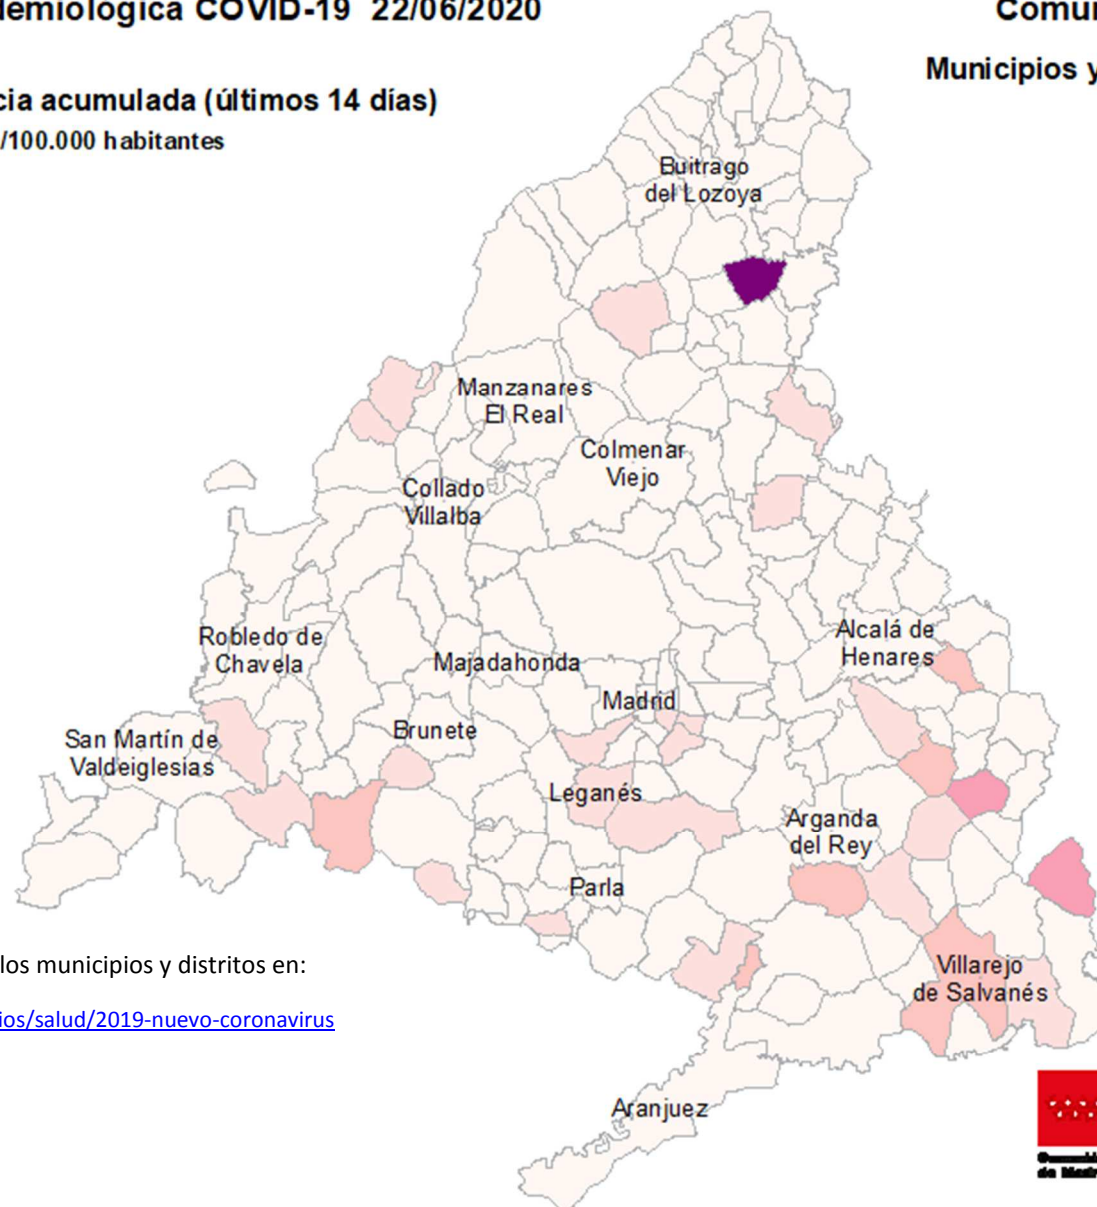 demiológica COVID-19 22/06/2020
Comun
Municipios y
cia acumulada (últimos 14 días)
/100.000 habitantes
Buitrago
del Lozoya
Manzanares
El Real
Colmenar
Viejo
Collado
Villalba
Robledo de
Chavela
Majadahonda
Alcalá de
Henares
Madrid
San Martín de
Valdeiglesias
Brunete
Leganés
Arganda
del Rey
Parla
Villarejo
de Salvanés
los municipios y distritos en:
ios/salud/2019-nuevo-coronavirus
Aranjuez
de Madr